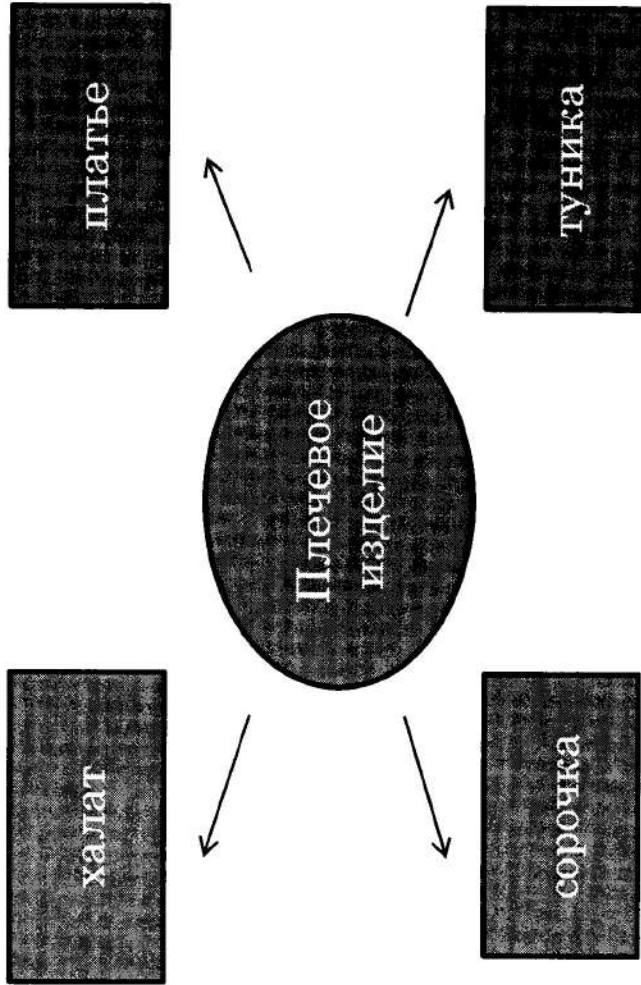 халат
платье
Плечевое
изделие
сорочка
туника